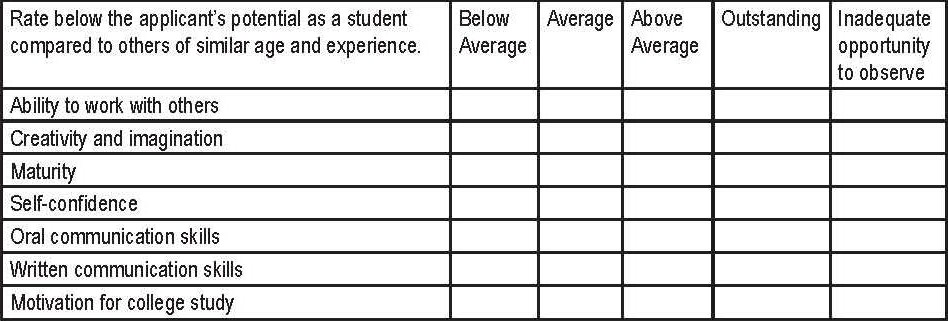 Rate below the applicant's potential as a student
compared to others of similar age and experience.
Below
Average
Average
Above
Average
Outstanding
Inadequate
opportunity
to observe
Ability to work with others
Creativity and imagination
Maturity
Self-confidence
Oral communication skills
Written communication skills
Motivation for college study